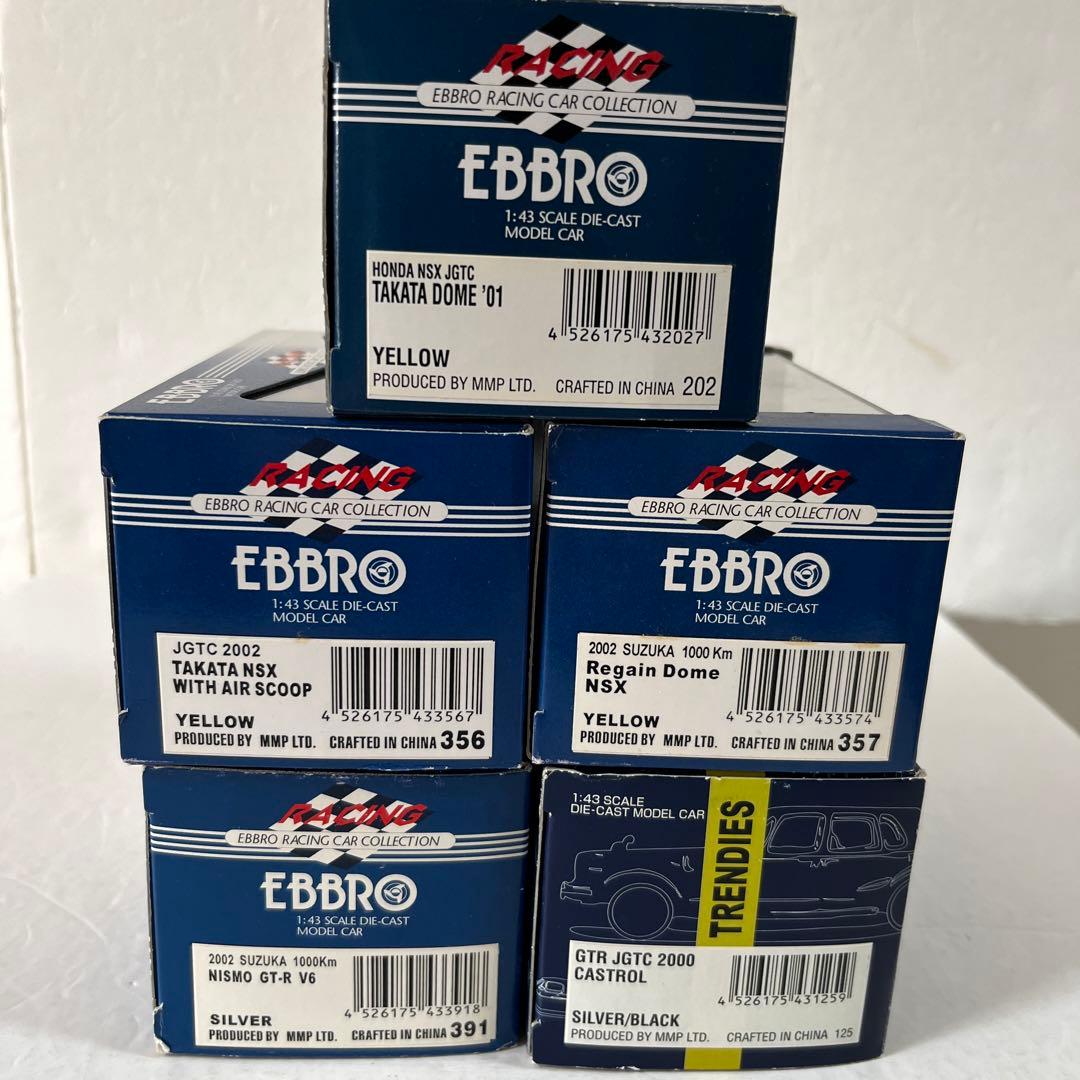 RACING
EBBRO RACING CAR COLLECTION
EBBRO
1:43 SCALE DIE-CAST
MODEL CAR
HONDA NSX JGTC
TAKATA DOME '01
4 526175 432027
YELLOW
PRODUCED BY MMP LTD. CRAFTED IN CHINA 202
EBBRO
RACING
EBBRO RACING CAR COLLECTION
EBBRO
1:43 SCALE DIE-CAST
MODEL CAR
JGTC 2002
TAKATA NSX
WITH AIR SCOOP
4 526175 433567
YELLOW
PRODUCED BY MMP LTD. CRAFTED IN CHINA 356
RACING
EBBRO RACING CAR COLLECTION
EBBRO
1:43 SCALE DIE-CAST
MODEL CAR
2002 SUZUKA 1000 Km
Regain Dome
NSX
4 526175 433574
YELLOW
PRODUCED BY MMP LTD. CRAFTED IN CHINA 357
RACING
EBBRO RACING CAR COLLECTION
EBBRO
1:43 SCALE DIE-CAST
MODEL CAR
2002 SUZUKA 1000Km
NISMO GT-R V6
4 526175 433918
SILVER
PRODUCED BY MMP LTD. CRAFTED IN CHINA 391
1:43 SCALE
DIE-CAST MODEL CAR
TRENDIES
GTR JGTC 2000
CASTROL
4 526175 431259
SILVER/BLACK
PRODUCED BY MMP LTD. CRAFTED IN CHINA 125